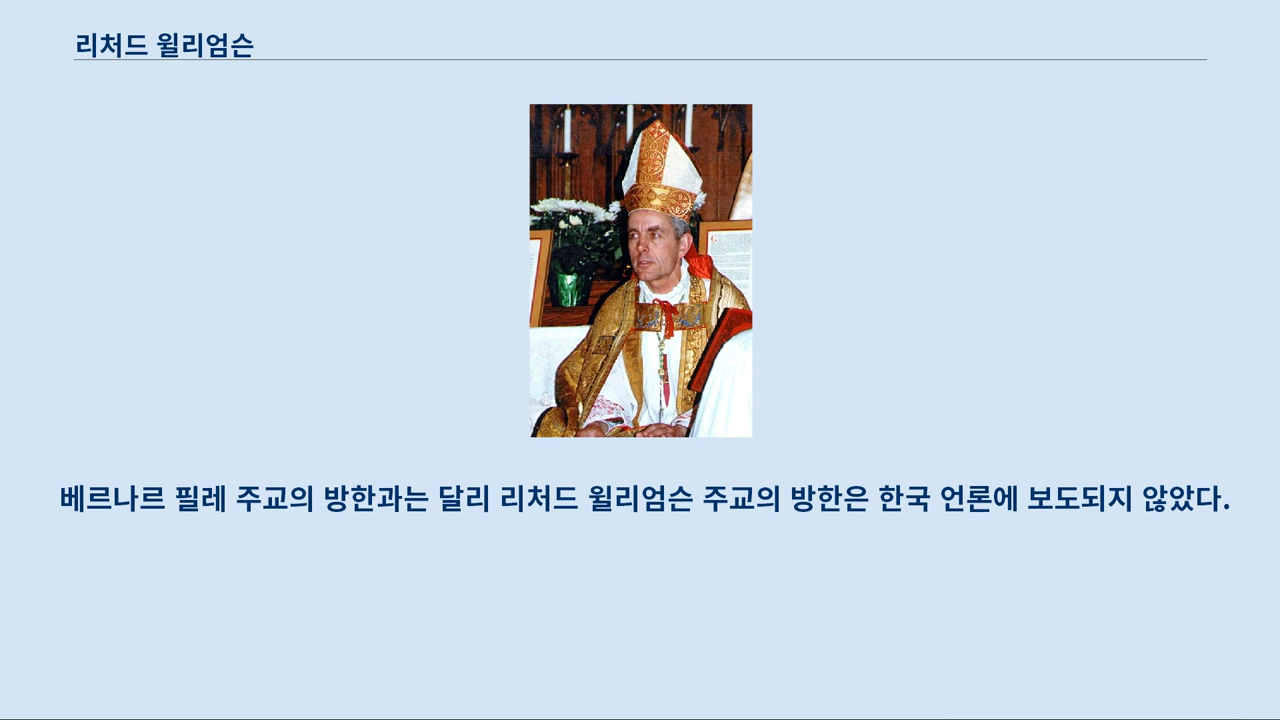 리처드 윌리엄슨
베르나르 필레 주교의 방한과는 달리 리처드 윌리엄슨 주교의 방한은 한국 언론에 보도되지 않았다.